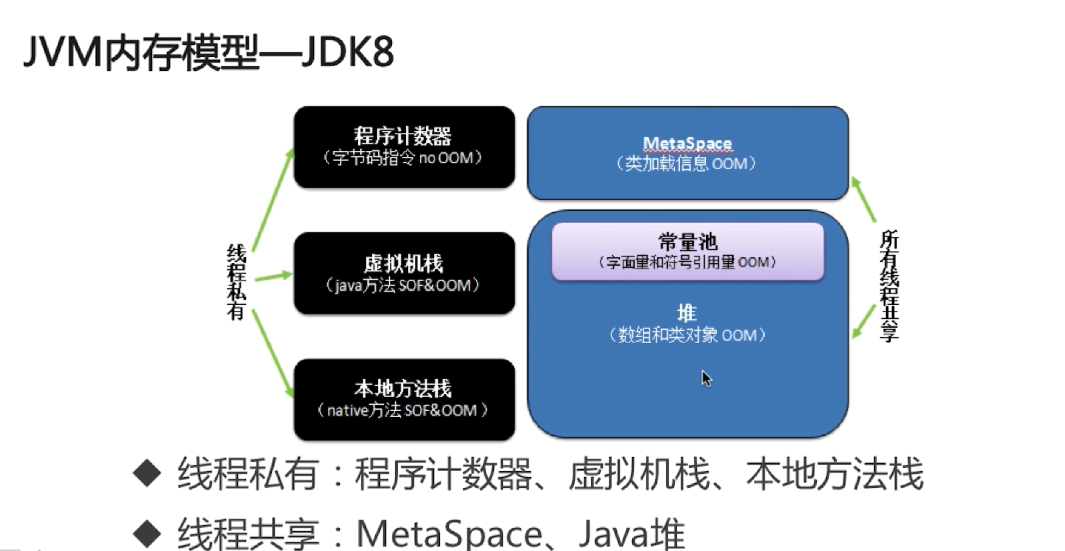 JVM内存模型—JDK8
程序计数器
（字节码指令 no OOM）
MetaSpace
（类加载信息 OOM）
线程私有
虚拟机栈
（java方法 SOF&OOM）
常量池
（字面量和符号引用量 OOM）
所有线程共享
堆
（数组和类对象 OOM）
本地方法栈
（native方法 SOF&OOM ）
◆ 线程私有：程序计数器、虚拟机栈、本地方法栈
◆ 线程共享：MetaSpace、Java堆